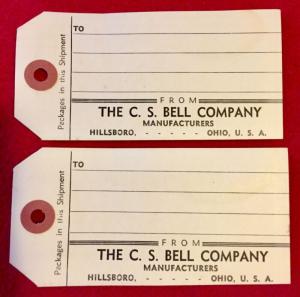 Packages in this Shipment
TO
FROM
THE C. S. BELL COMPANY
MANUFACTURERS
HILLSBORO, - - - - - OHIO, U. S. A.
Packages in this Shipment
TO
FROM
THE C. S. BELL COMPANY
MANUFACTURERS
HILLSBORO, - - - - - OHIO, U. S. A.